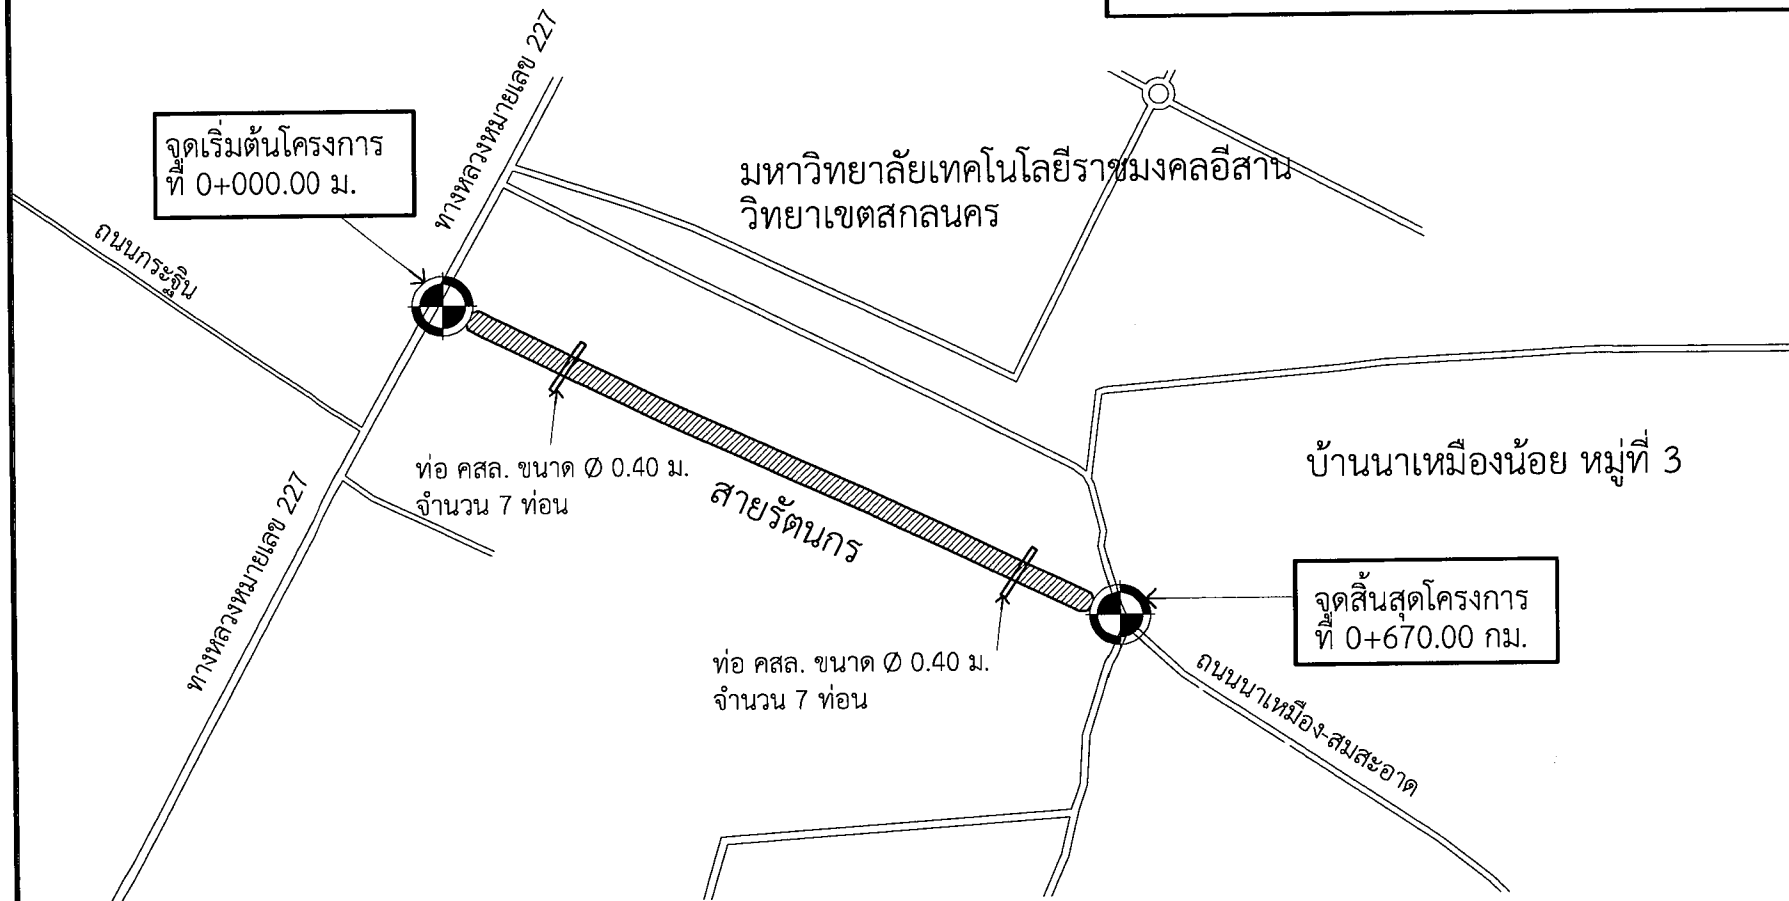 ทางหลวงหมายเลข 227
จุดเริ่มต้นโครงการ
ที่ 0+000.00 ม.
มหาวิทยาลัยเทคโนโลยีราชมงคลอีสาน
วิทยาเขตสกลนคร
ถนนกระฐิน
ท่อ คสล. ขนาด Ø 0.40 ม.
จำนวน 7 ท่อน
สายรัตนกร
บ้านนาเหมืองน้อย หมู่ที่ 3
ทางหลวงหมายเลข 227
จุดสิ้นสุดโครงการ
ที่ 0+670.00 กม.
ท่อ คสล. ขนาด Ø 0.40 ม.
จำนวน 7 ท่อน
ถนนนาเหมือง-สมสะอาด